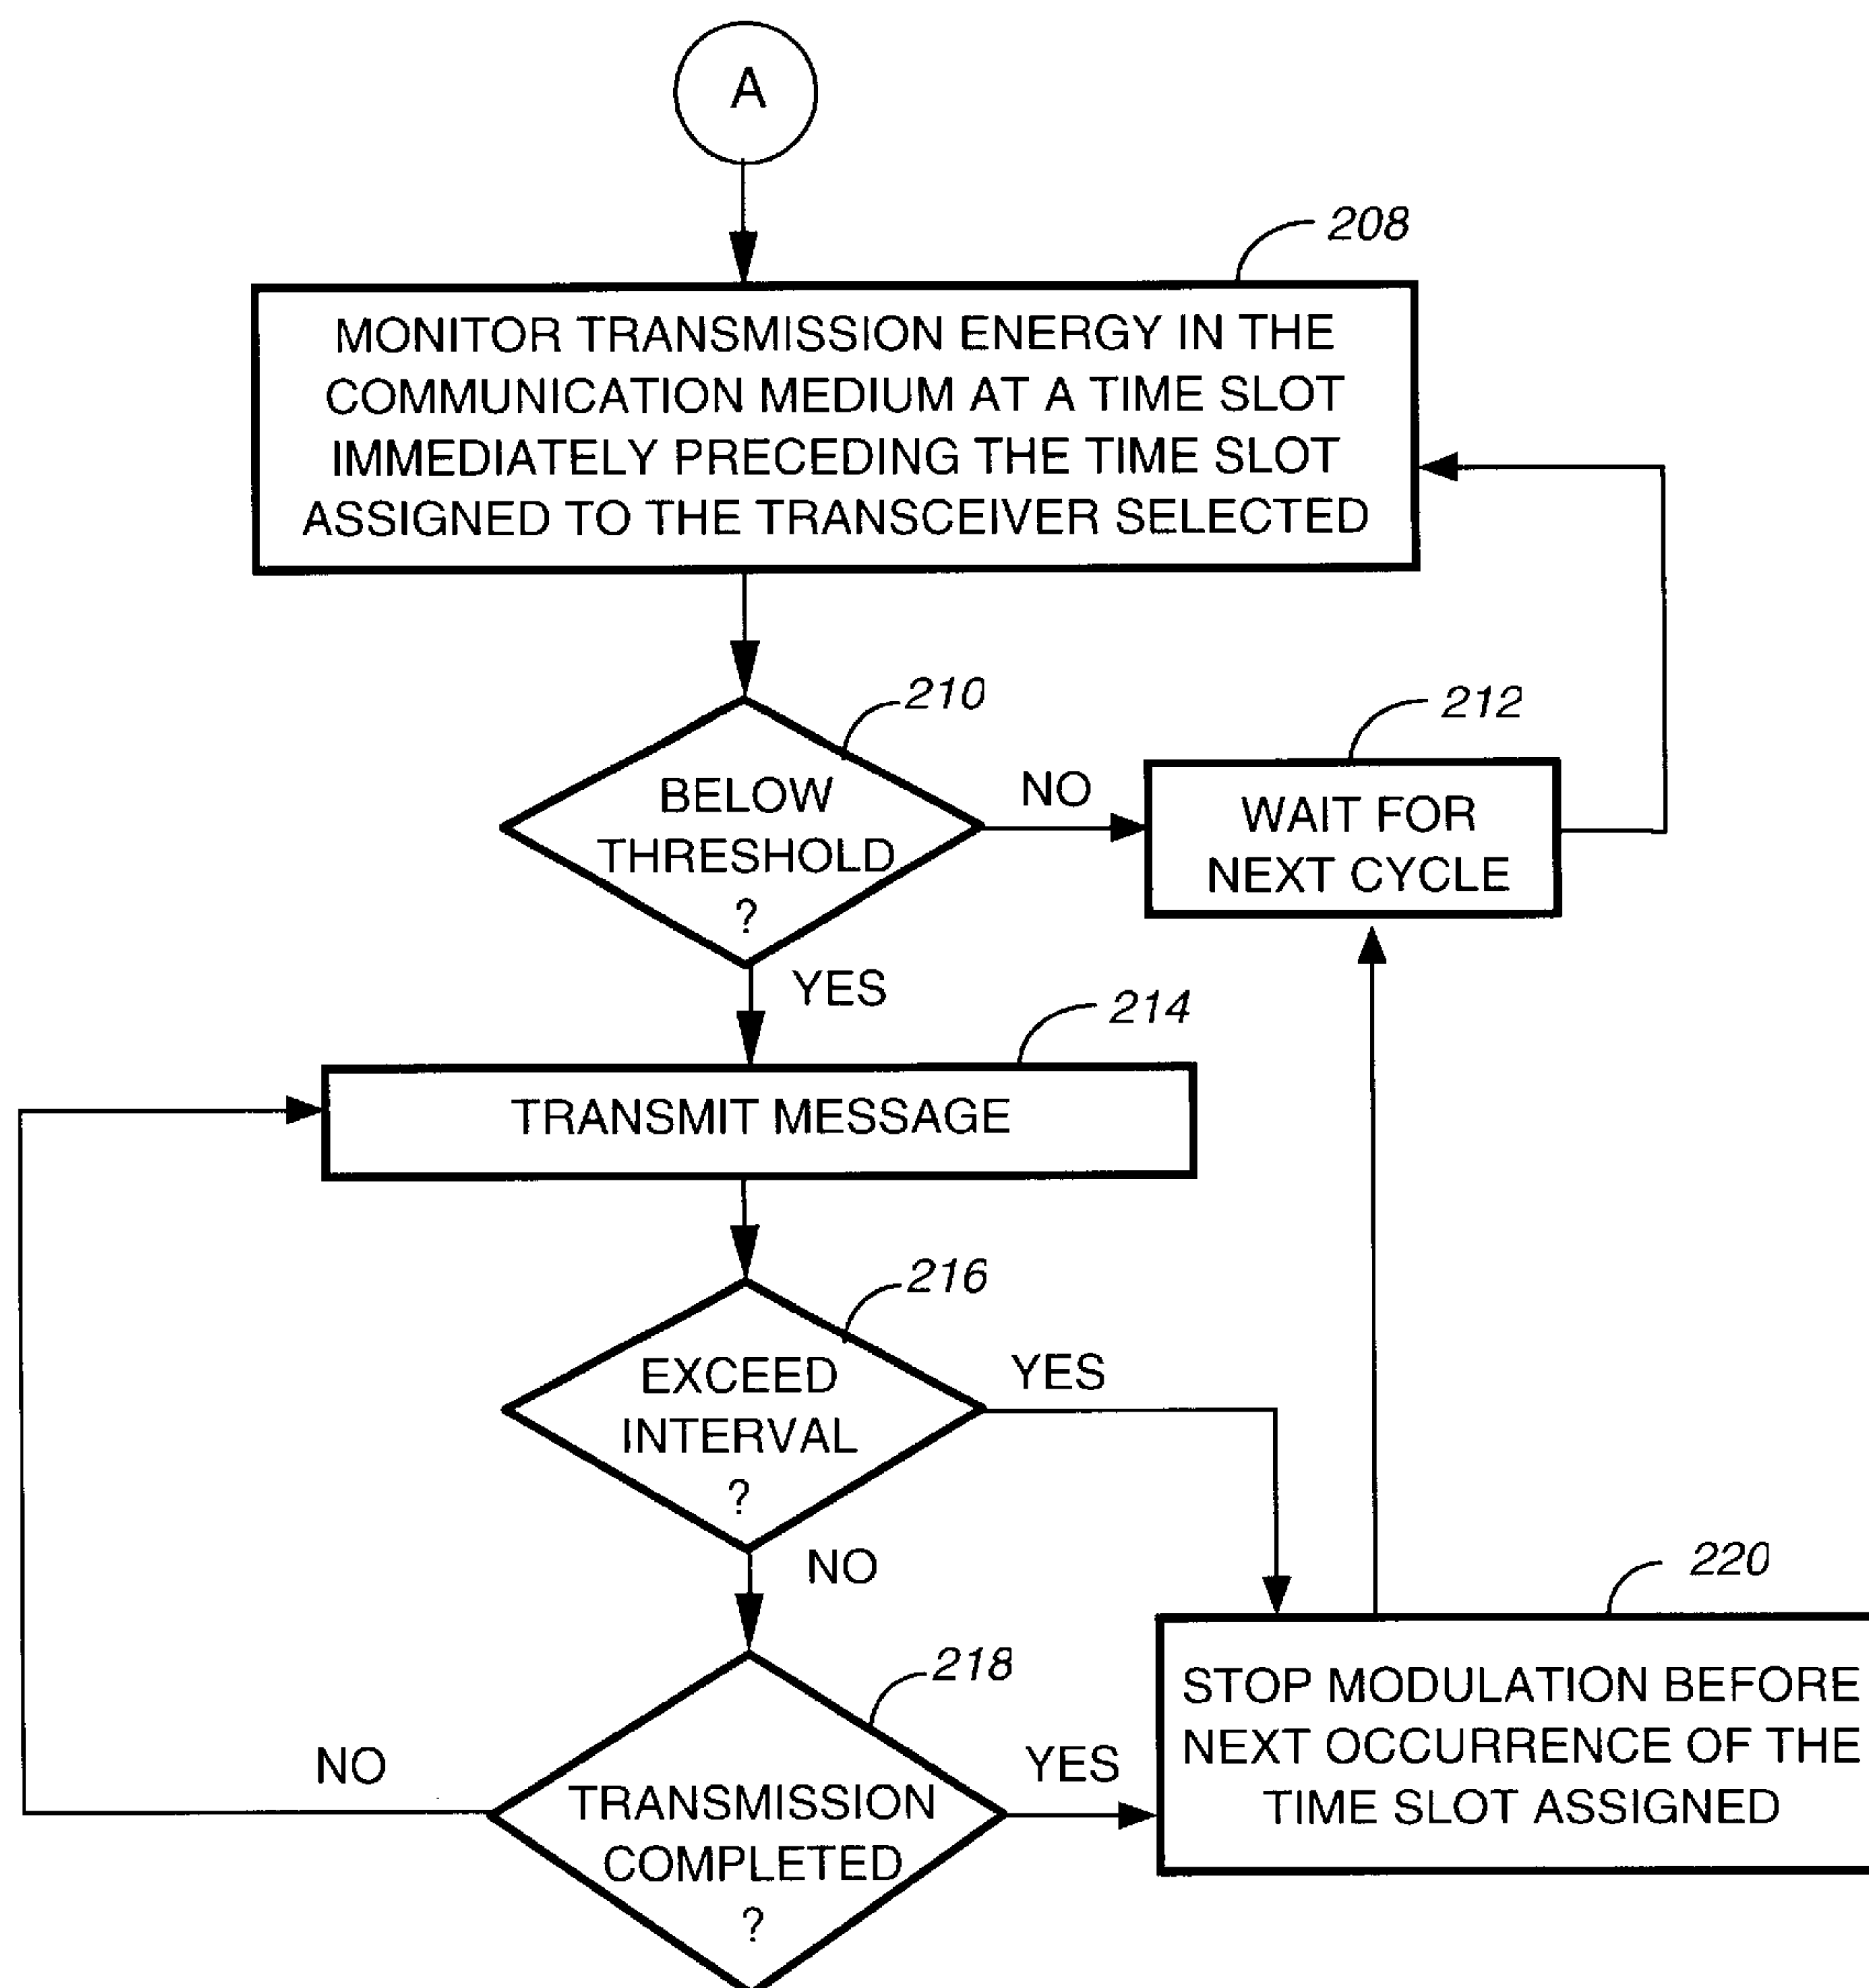 A
208
MONITOR TRANSMISSION ENERGY IN THE
COMMUNICATION MEDIUM AT A TIME SLOT
IMMEDIATELY PRECEDING THE TIME SLOT
ASSIGNED TO THE TRANSCEIVER SELECTED
210
BELOW
THRESHOLD
?
NO
212
WAIT FOR
NEXT CYCLE
YES
214
TRANSMIT MESSAGE
216
EXCEED
INTERVAL
?
YES
NO
218
TRANSMISSION
COMPLETED
?
NO
YES
220
STOP MODULATION BEFORE
NEXT OCCURRENCE OF THE
TIME SLOT ASSIGNED